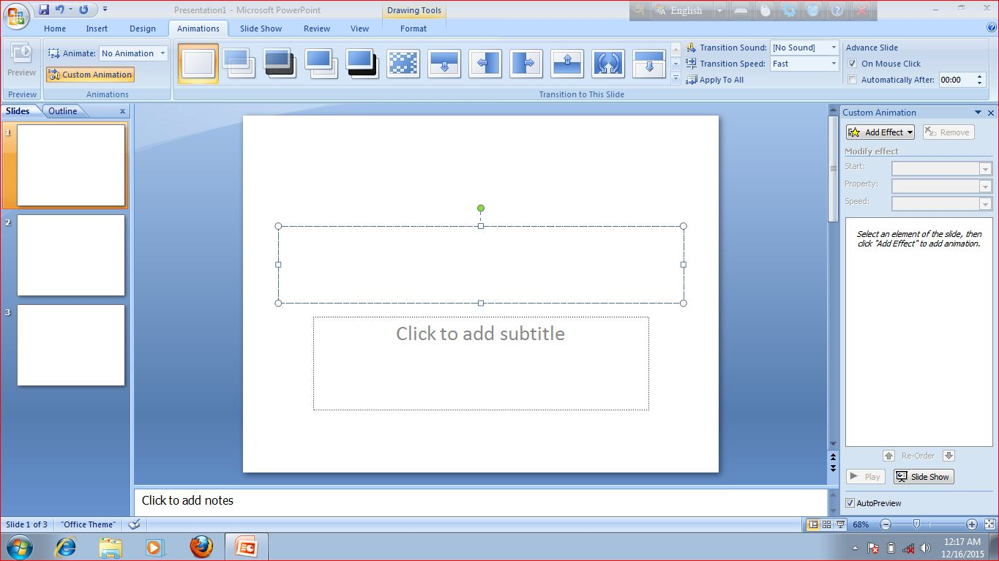 Presentation1 - Microsoft PowerPoint
Drawing Tools
English
Home Insert Design Animations Slide Show Review View Format
Preview
Animate: No Animation
Custom Animation
Transition Sound: [No Sound]
Transition Speed: Fast
Apply To All
Advance Slide
On Mouse Click
Automatically After: 00:00
Preview Animations Transition to This Slide
Slides Outline x
1
2
3
Click to add subtitle
Click to add notes
Custom Animation
Add Effect Remove
Modify effect
Start:
Property:
Speed:
Select an element of the slide, then
click "Add Effect" to add animation.
Re-Order
Play Slide Show
AutoPreview
Slide 1 of 3 "Office Theme" 68%
12:17 AM
12/16/2015